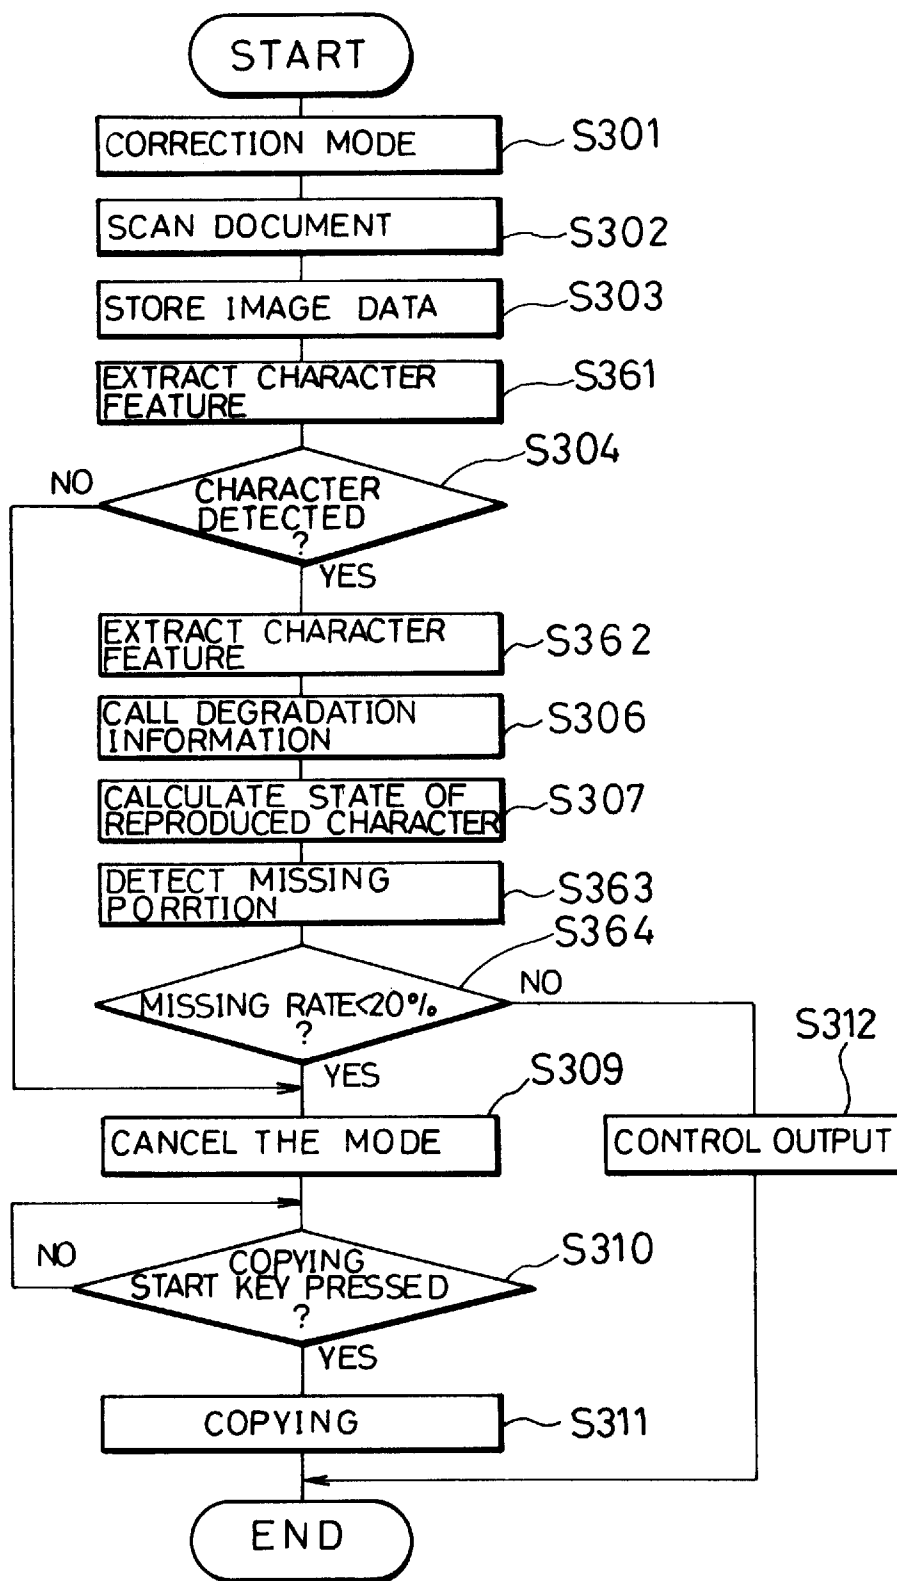 START
CORRECTION MODE
S301
SCAN DOCUMENT
S302
STORE IMAGE DATA
S303
EXTRACT CHARACTER
FEATURE
S361
S304
NO
CHARACTER
DETECTED
?
YES
EXTRACT CHARACTER
FEATURE
S362
CALL DEGRADATION
INFORMATION
S306
CALCULATE STATE OF
REPRODUCED CHARACTER
S307
DETECT MISSING
PORRTION
S363
S364
MISSING RATE<20%
?
NO
YES
S312
S309
CANCEL THE MODE
CONTROL OUTPUT
NO
COPYING
START KEY PRESSED
?
S310
YES
COPYING
S311
END